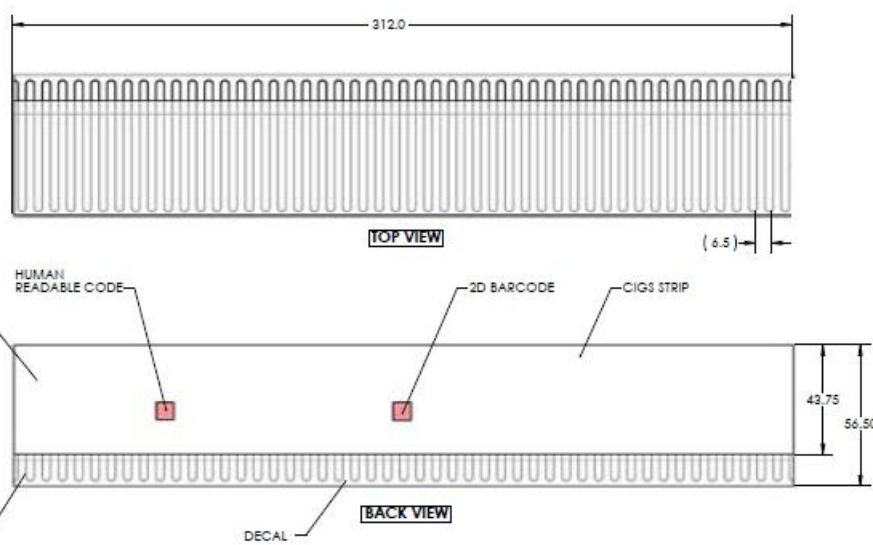 312.0
TOP VIEW
( 6.5 )
HUMAN
READABLE CODE
2D BARCODE
CIGS STRIP
43.75
56.50
BACK VIEW
DECAL